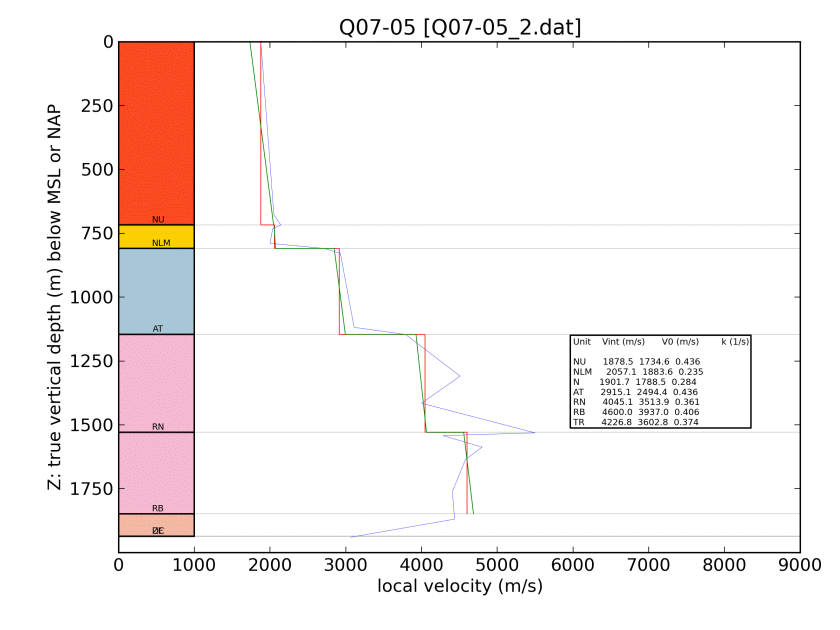 Q07-05 [Q07-05_2.dat]
Z: true vertical depth (m) below MSL or NAP
0
250
500
750
1000
1250
1500
1750
NU
NLM
AT
RN
RB
Unit Vint (m/s) V0 (m/s) k (1/s)
NU 1878.5 1734.6 0.436
NLM 2057.1 1883.6 0.235
N 1901.7 1788.5 0.284
AT 2915.1 2494.4 0.436
RN 4045.1 3513.9 0.361
RB 4600.0 3937.0 0.406
TR 4226.8 3602.8 0.374
0 1000 2000 3000 4000 5000 6000 7000 8000 9000
local velocity (m/s)